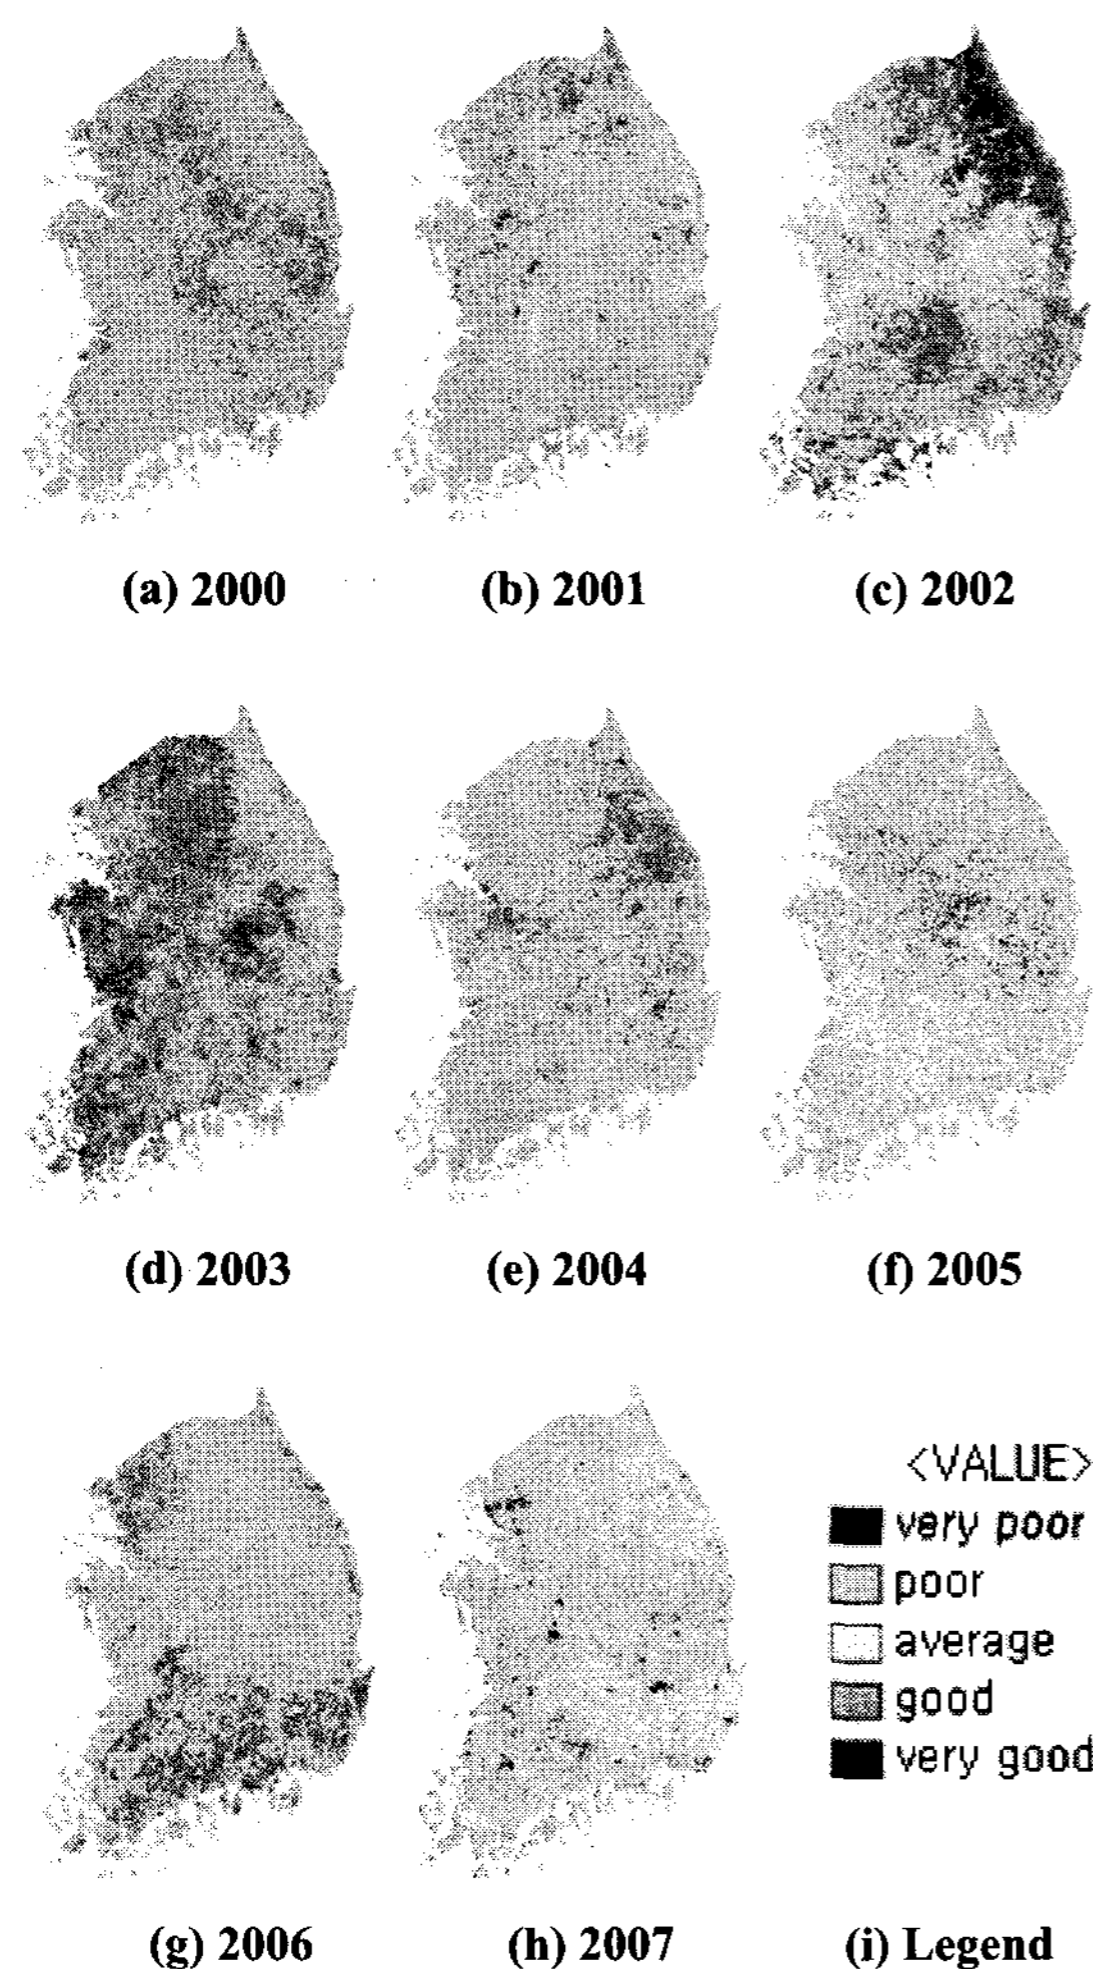 (a) 2000
(b) 2001
(c) 2002
(d) 2003
(e) 2004
(f) 2005
<VALUE>
very poor
poor
average
good
very good
(g) 2006
(h) 2007
(i) Legend